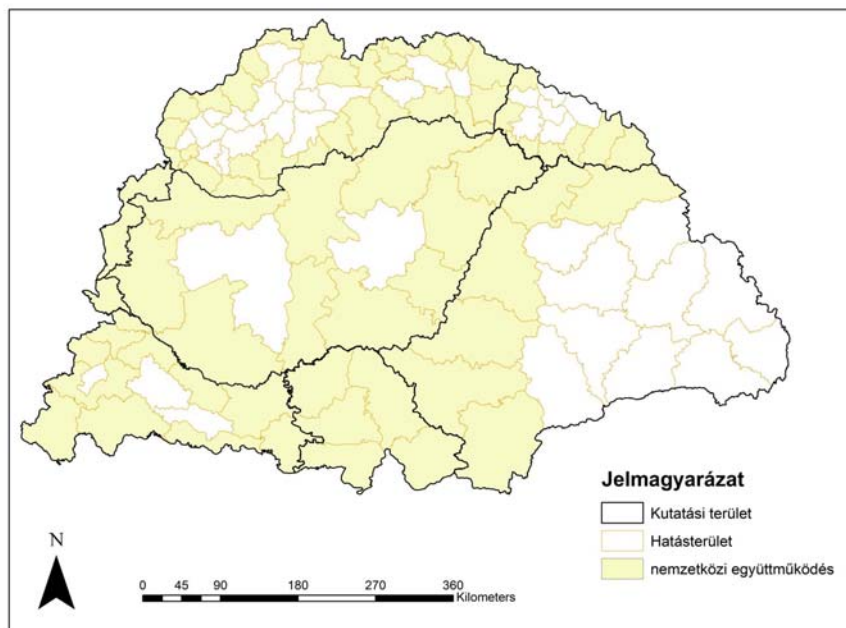 Jelmagyarázat
Kutatási terület
Hatásterület
nemzetközi együttműködés
N
0 45 90 180 270 360
Kilometers